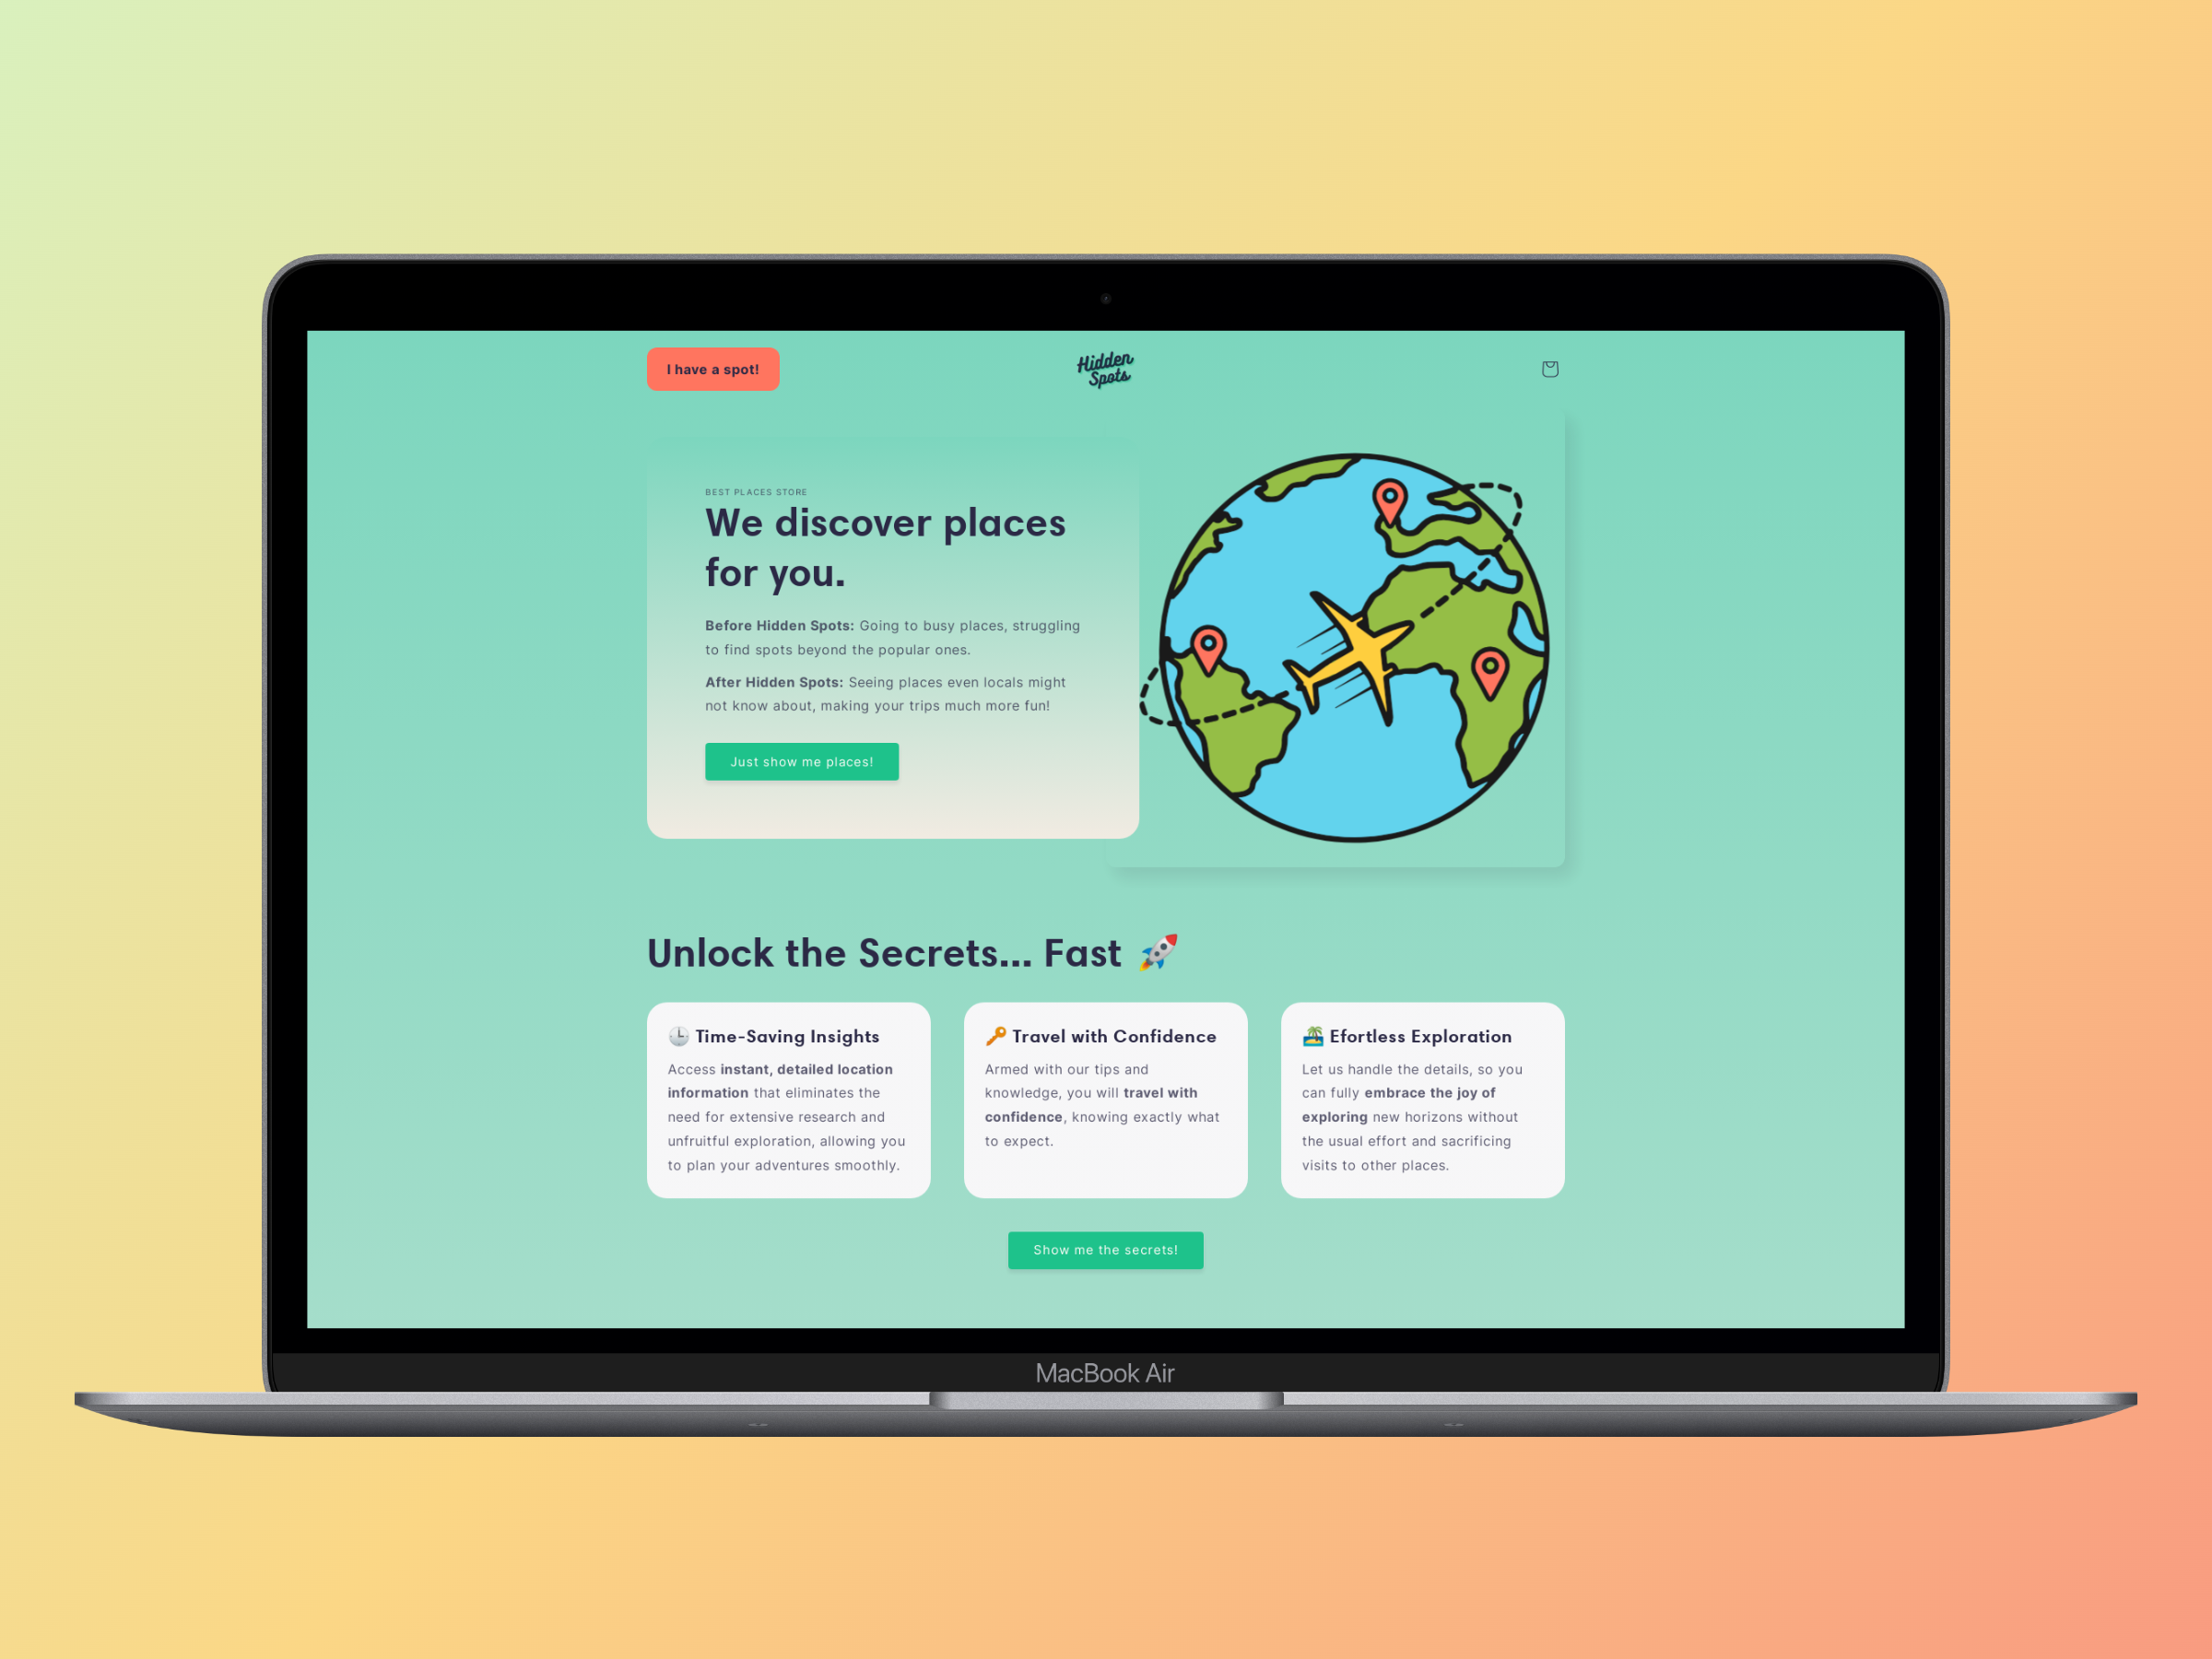 I have a spot!
Hidden
Spots
BEST PLACES STORE
We discover places
for you.
Before Hidden Spots: Going to busy places, struggling
to find spots beyond the popular ones.
After Hidden Spots: Seeing places even locals might
not know about, making your trips much more fun!
Just show me places!
Unlock the Secrets... Fast 🚀
🕒 Time-Saving Insights
Access instant, detailed location
information that eliminates the
need for extensive research and
unfruitful exploration, allowing you
to plan your adventures smoothly.
🔑 Travel with Confidence
Armed with our tips and
knowledge, you will travel with
confidence, knowing exactly what
to expect.
🏝️ Efortless Exploration
Let us handle the details, so you
can fully embrace the joy of
exploring new horizons without
the usual effort and sacrificing
visits to other places.
Show me the secrets!
MacBook Air